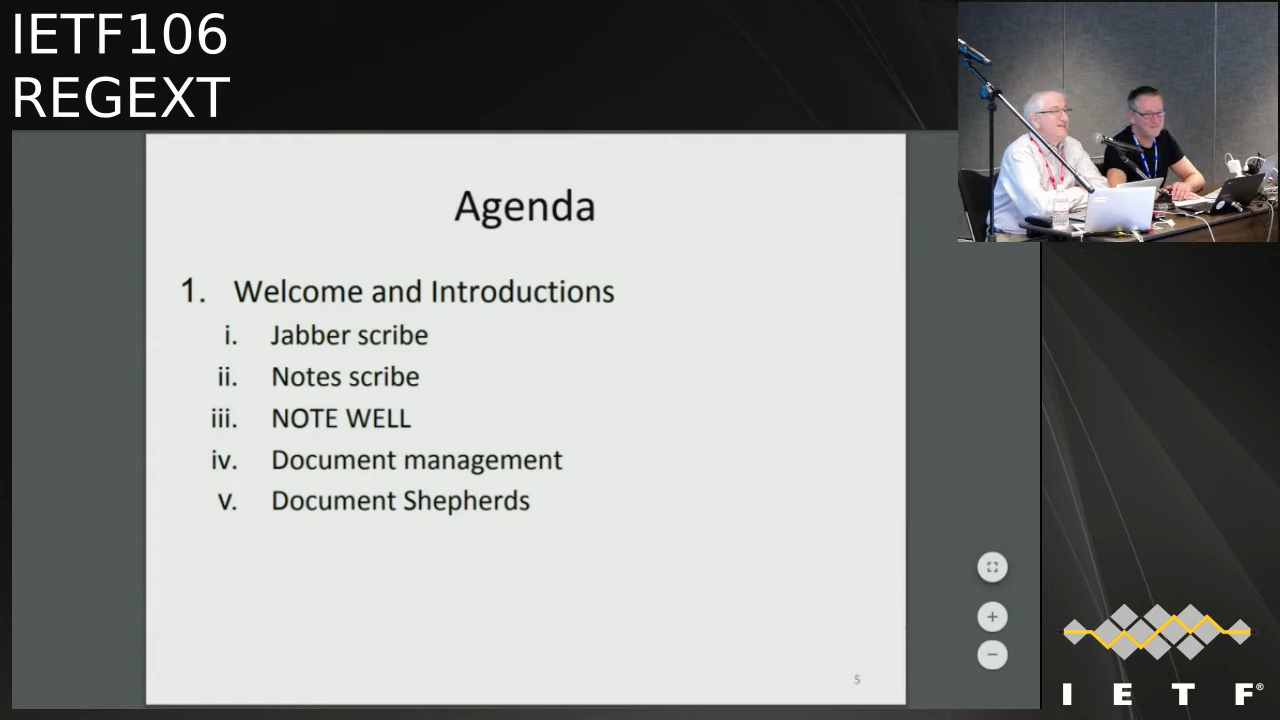 IETF106
REGEXT
Agenda
1. Welcome and Introductions
i. Jabber scribe
ii. Notes scribe
iii. NOTE WELL
iv. Document management
v. Document Shepherds
5
I E T F®